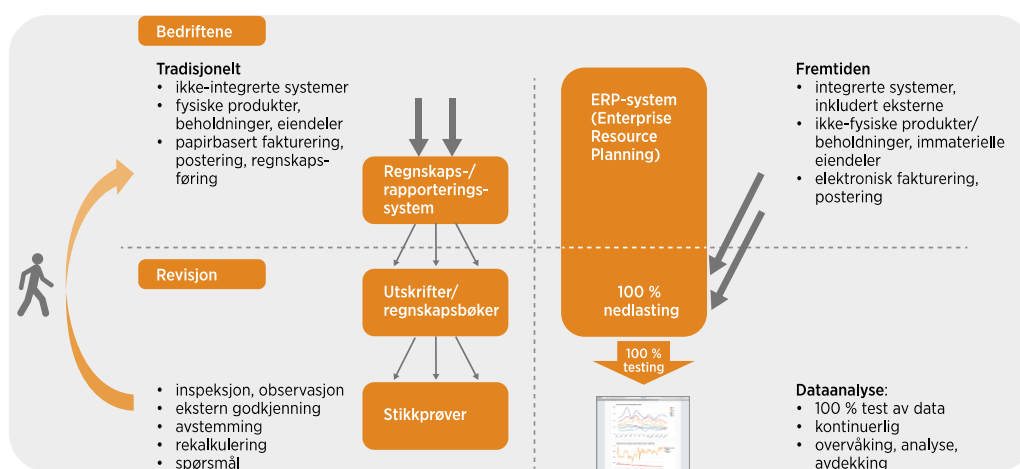 Bedriftene
Tradisjonelt
• ikke-integrerte systemer
• fysiske produkter,
beholdninger, eiendeler
• papirbasert fakturering,
postering, regnskaps-
føring
Regnskaps-/
rapporterings-
system
ERP-system
(Enterprise
Resource
Planning)
Fremtiden
• integrerte systemer,
inkludert eksterne
• ikke-fysiske produkter/
beholdninger, immaterielle
eiendeler
• elektronisk fakturering,
postering
Revisjon
Utskrifter/
regnskapsbøker
100 %
nedlasting
100 %
testing
• inspeksjon, observasjon
• ekstern godkjenning
• avstemming
• rekalkulering
• spørsmål
Stikkprøver
Dataanalyse:
• 100 % test av data
• kontinuerlig
• overvåking, analyse,
avdekking